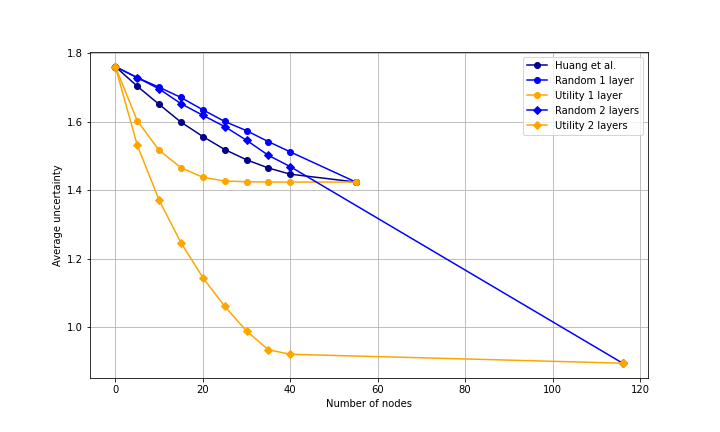 1.8
1.6
1.4
1.2
1.0
Average uncertainty
Huang et al.
Random 1 layer
Utility 1 layer
Random 2 layers
Utility 2 layers
0 20 40 60 80 100 120
Number of nodes